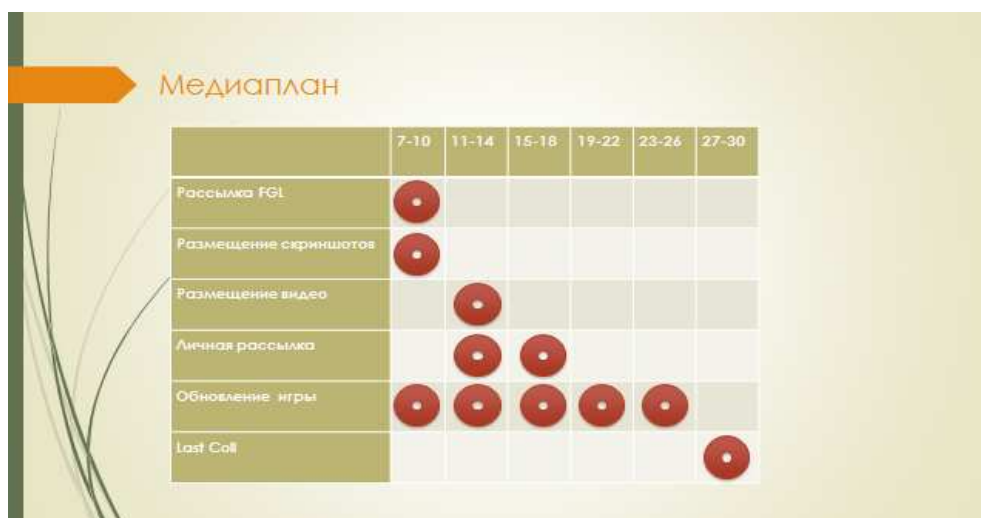 Медиаплан
7-10 11-14 15-18 19-22 23-26 27-30
Рассылка FGL
Размещение скриншотов
Размещение видео
Личная рассылка
Обновление игры
Last Coll